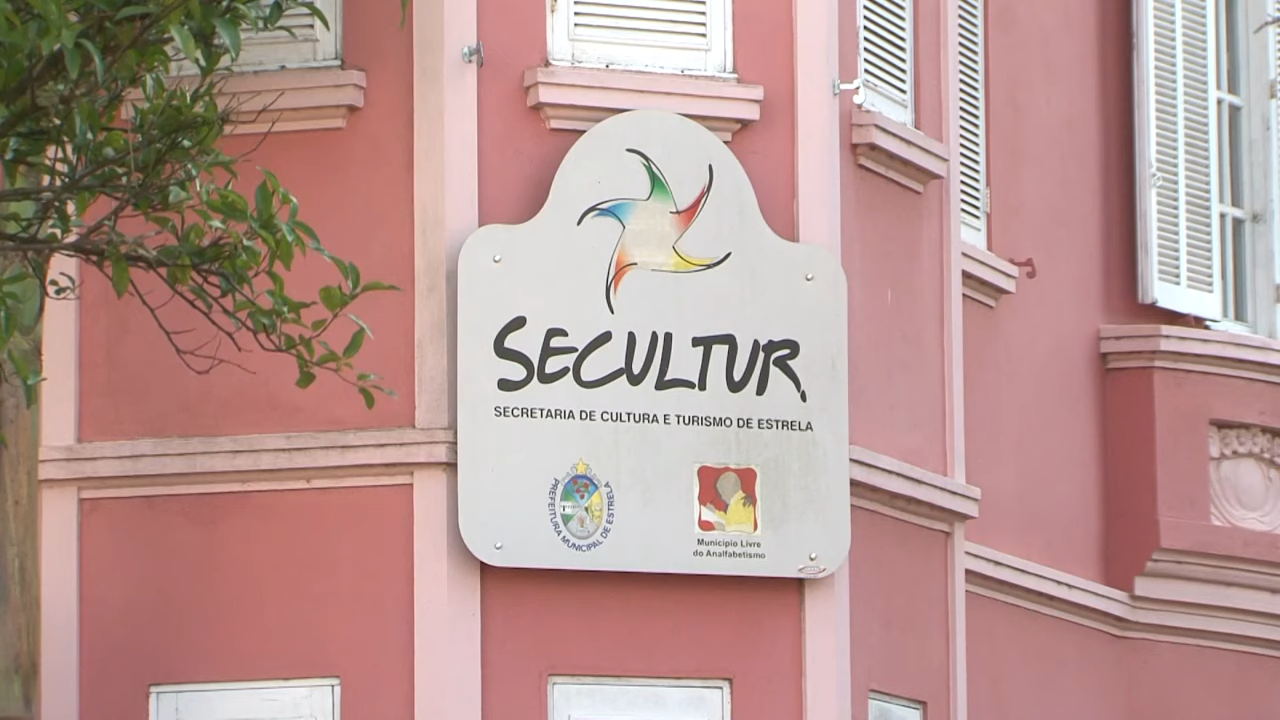 SECULTUR.
SECRETARIA DE CULTURA E TURISMO DE ESTRELA
PREFEITURA MUNICIPAL DE ESTRELA
Município Livre
do Analfabetismo